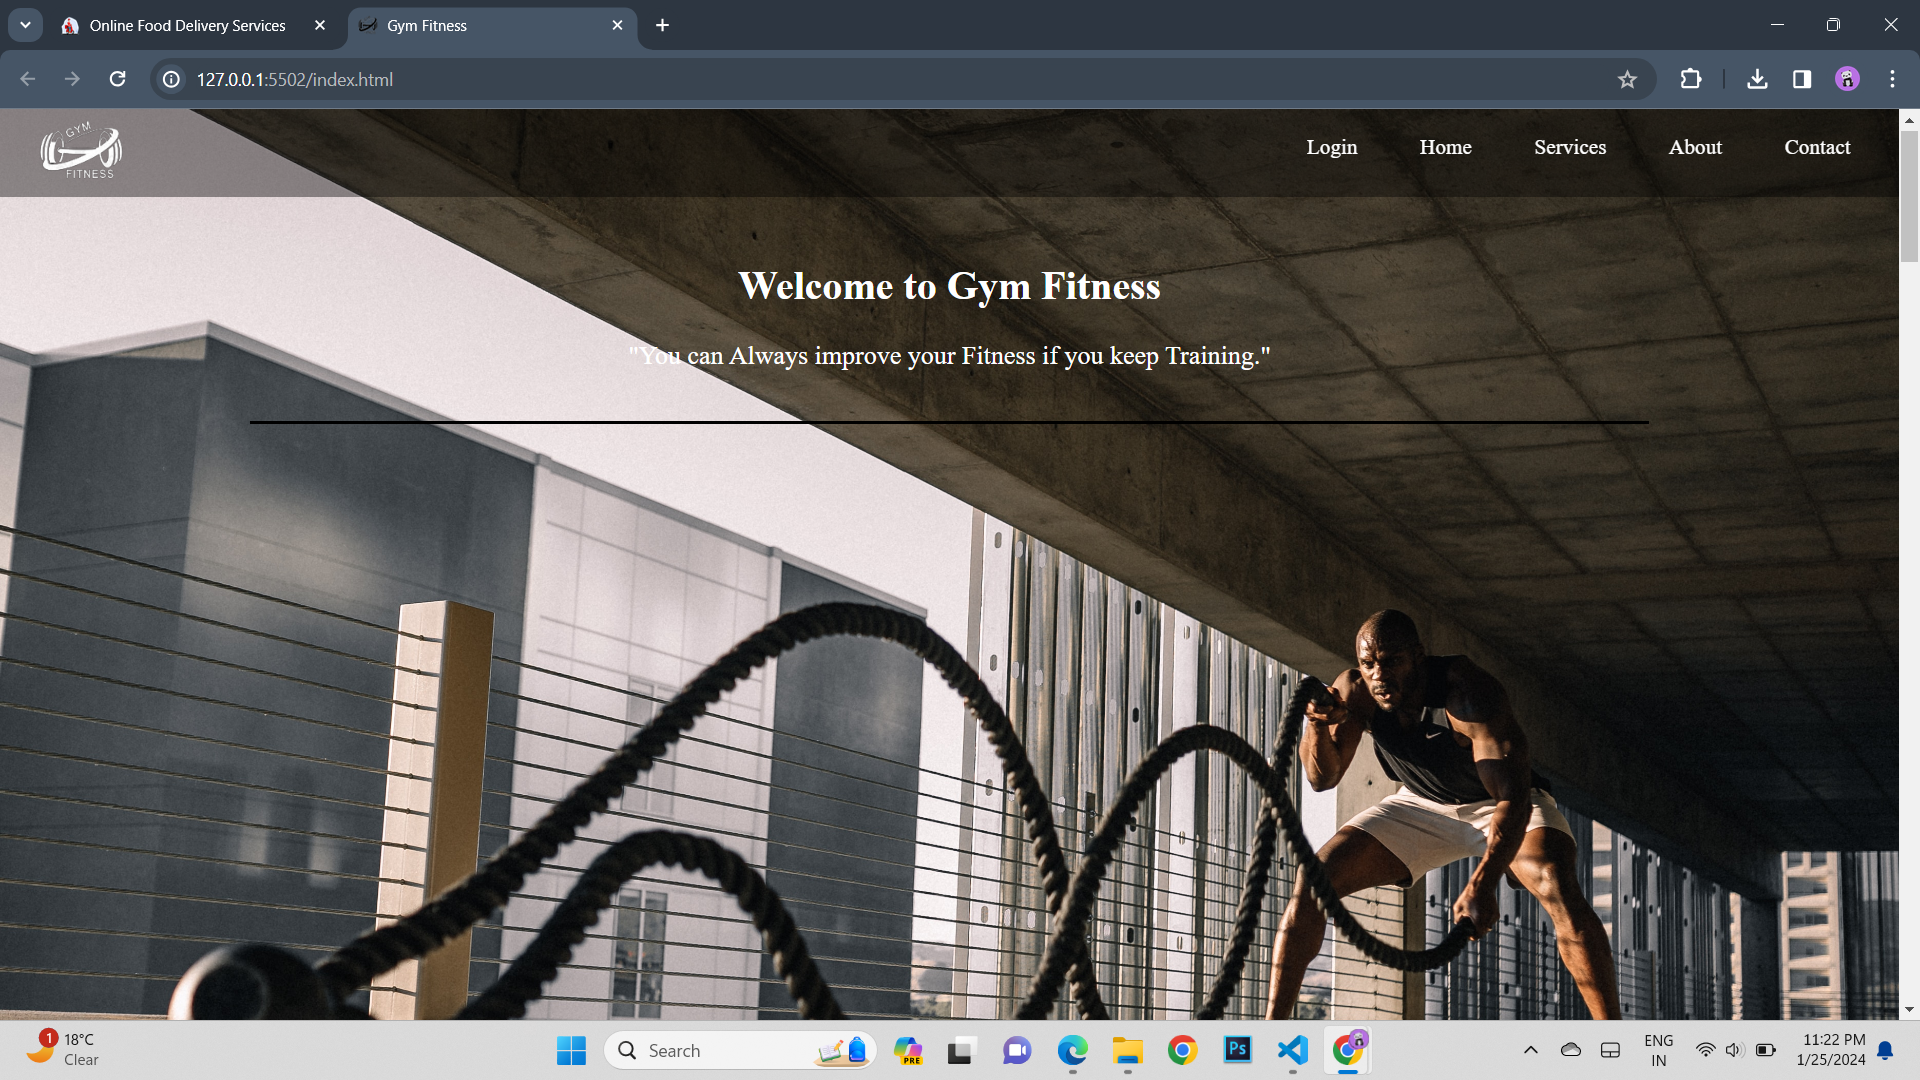 Online Food Delivery Services
Gym Fitness
127.0.0.1:5502/index.html
GYM
FITNESS
Login Home Services About Contact
Welcome to Gym Fitness
"You can Always improve your Fitness if you keep Training."
1
18°C
Clear
Search
PRE
Ps
ENG
IN
11:22 PM
1/25/2024